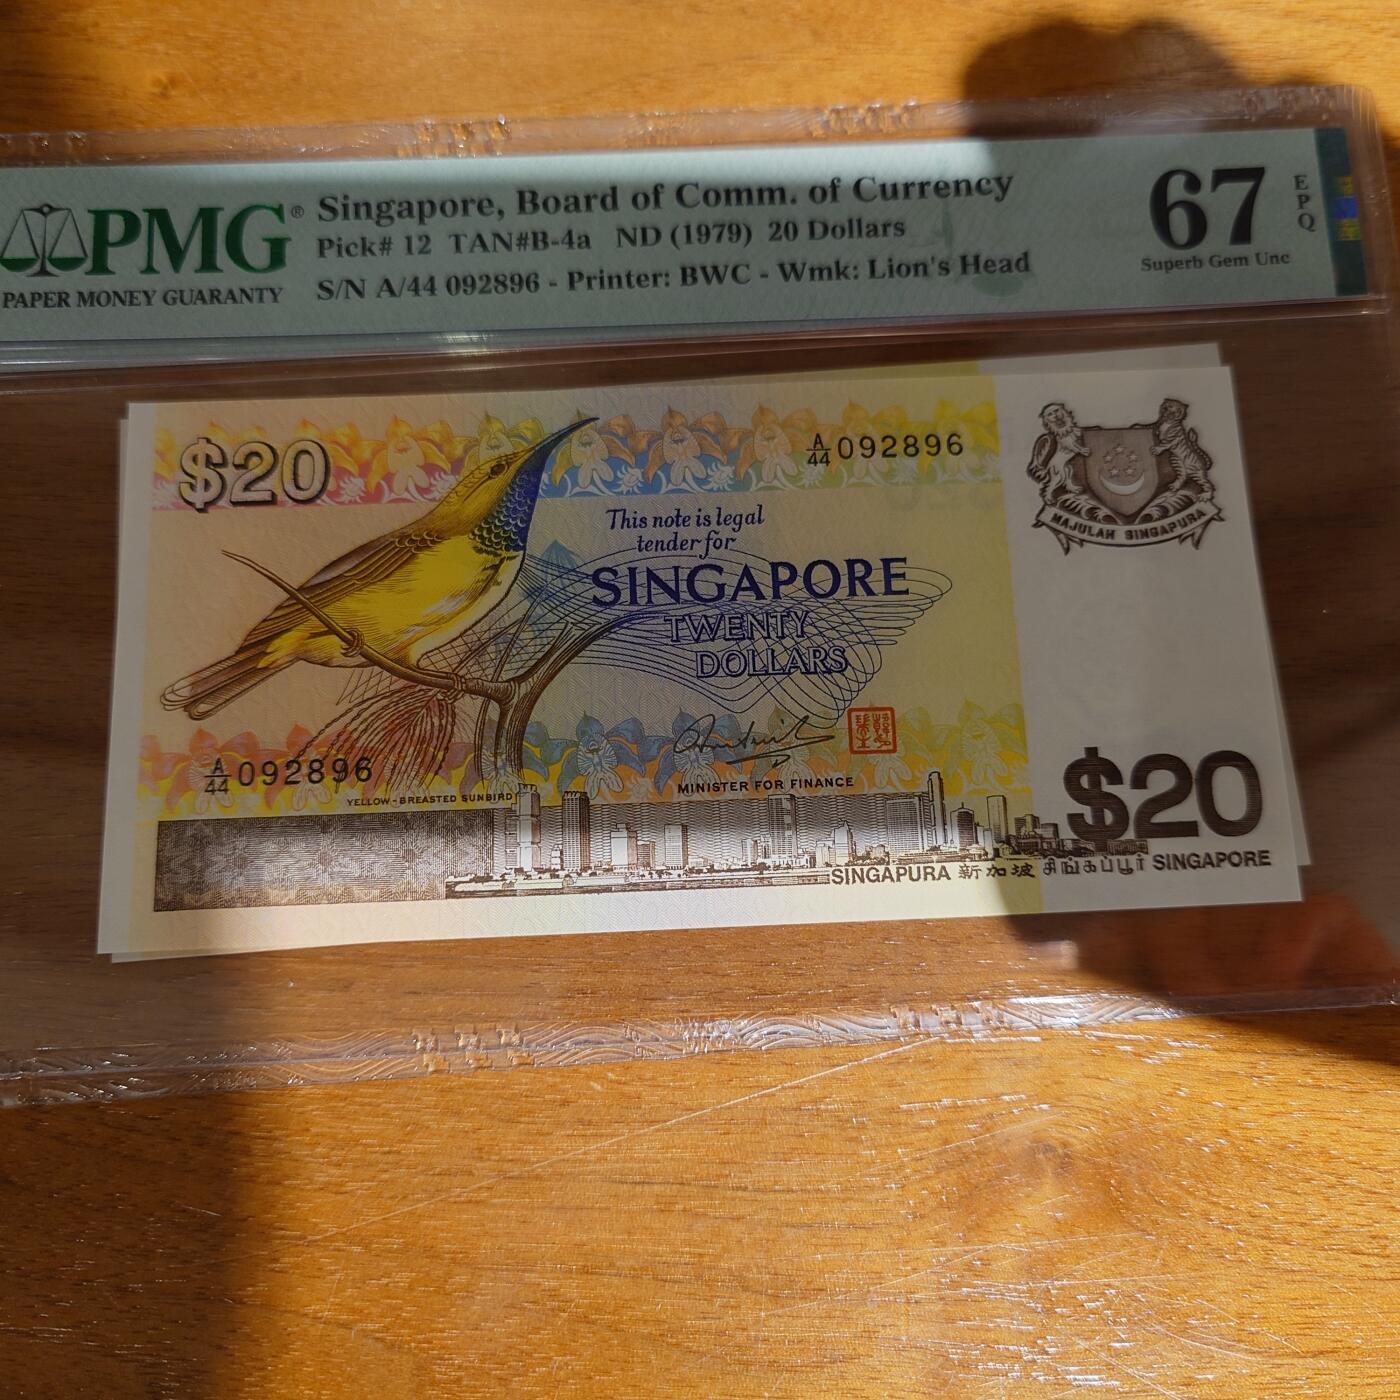 PMG®
PAPER MONEY GUARANTY
Singapore, Board of Comm. of Currency
Pick# 12 TAN#B-4a ND (1979) 20 Dollars
S/N A/44 092896 - Printer: BWC - Wmk: Lion's Head
67
EPQ
Superb Gem Unc
$20
A/44 092896
This note is legal
tender for
SINGAPORE
TWENTY
DOLLARS
MAJULAH SINGAPURA
A/44 092896
YELLOW-BREASTED SUNBIRD
MINISTER FOR FINANCE
$20
SINGAPURA 新加坡 சிங்கப்பூர் SINGAPORE